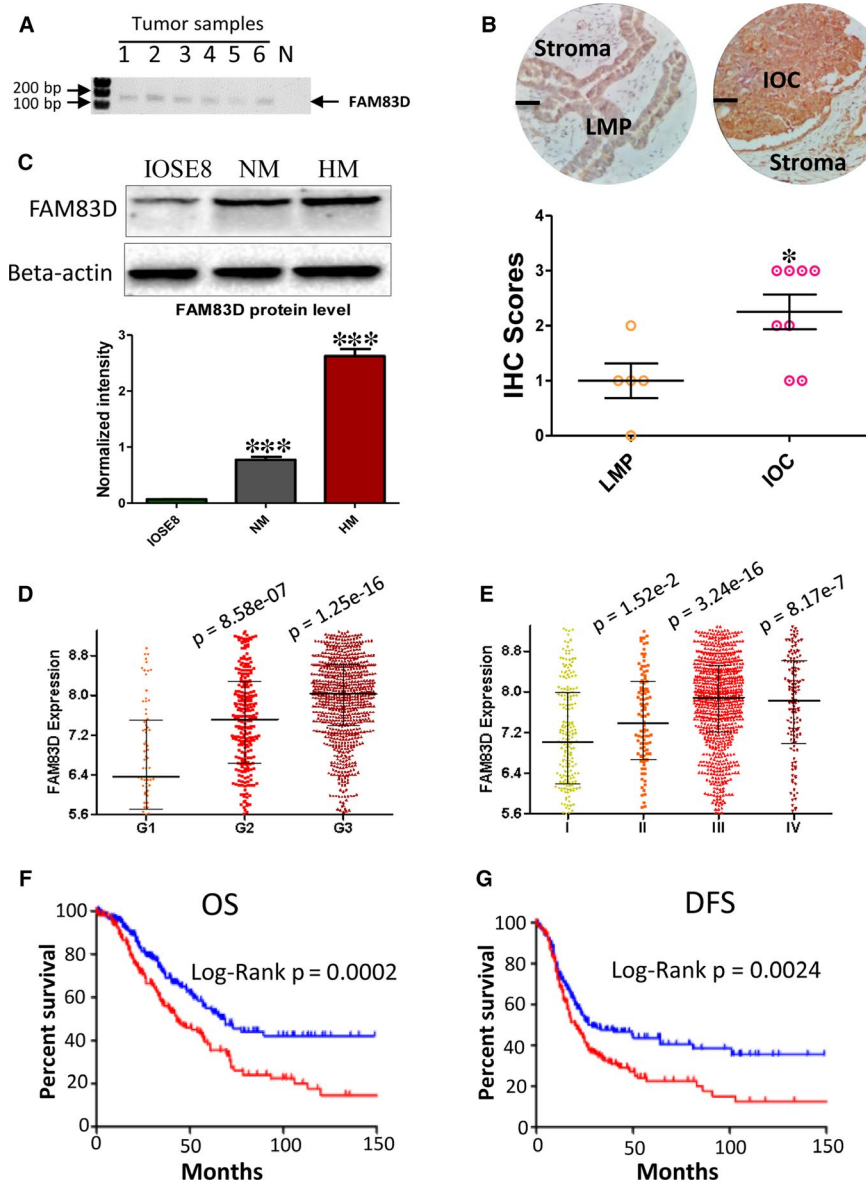 A
Tumor samples
1 2 3 4 5 6 N
200 bp
100 bp
FAM83D
B
Stroma
LMP
IOC
Stroma
IHC Scores
4
3
2
1
0
*
LMP
IOC
C
IOSE8 NM HM
FAM83D
Beta-actin
FAM83D protein level
Normalized intensity
3
2
1
0
***
***
IOSE8
NM
HM
D
p = 8.58e-07
p = 1.25e-16
FAM83D Expression
8.8
8.0
7.2
6.4
5.6
G1 G2 G3
E
p = 1.52e-2
p = 3.24e-16
p = 8.17e-7
FAM83D Expression
8.8
8.0
7.2
6.4
5.6
I II III IV
F
OS
Log-Rank p = 0.0002
Percent survival
100
80
60
40
20
0
0 50 100 150
Months
G
DFS
Log-Rank p = 0.0024
Percent survival
100
80
60
40
20
0
0 50 100 150
Months